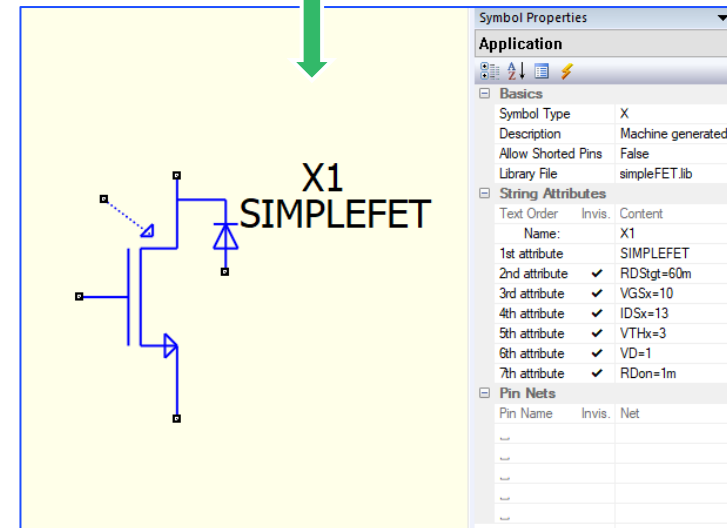 X1
SIMPLEFET
Symbol Properties
Application
Basics
Symbol Type X
Description Machine generated
Allow Shorted Pins False
Library File simpleFET.lib
String Attributes
Text Order Invis. Content
Name: X1
1st attribute SIMPLEFET
2nd attribute ✓ RDStgt=60m
3rd attribute ✓ VGSx=10
4th attribute ✓ IDSx=13
5th attribute ✓ VTHx=3
6th attribute ✓ VD=1
7th attribute ✓ RDon=1m
Pin Nets
Pin Name Invis. Net